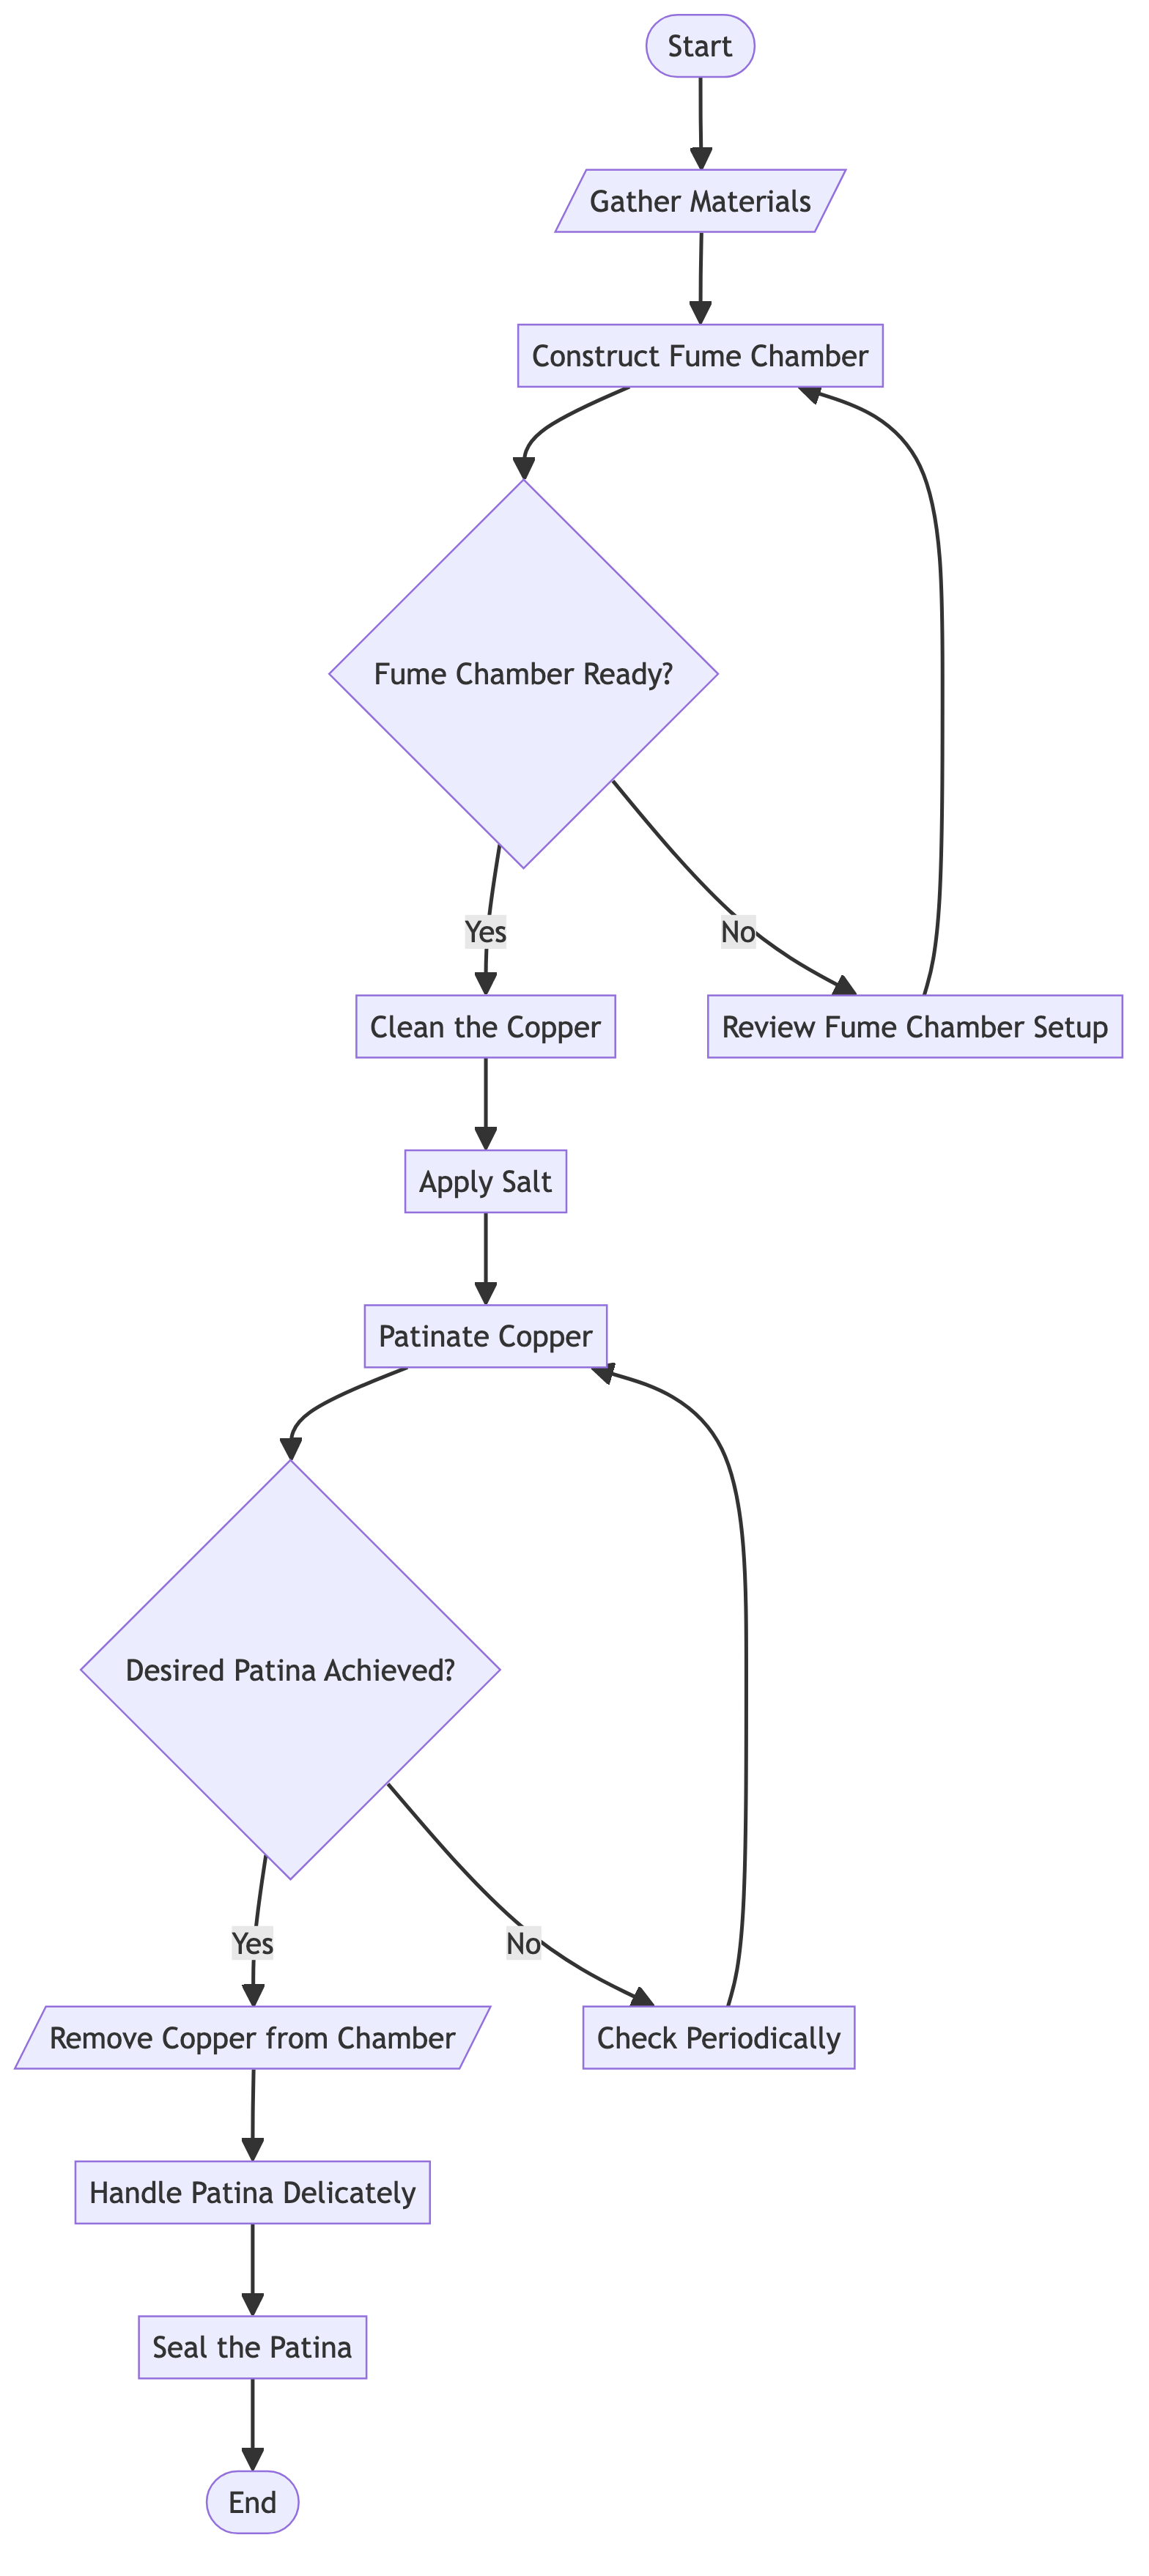 Start
Gather Materials
Construct Fume Chamber
Fume Chamber Ready?
Yes
No
Clean the Copper
Review Fume Chamber Setup
Apply Salt
Patinate Copper
Desired Patina Achieved?
Yes
No
Remove Copper from Chamber
Check Periodically
Handle Patina Delicately
Seal the Patina
End